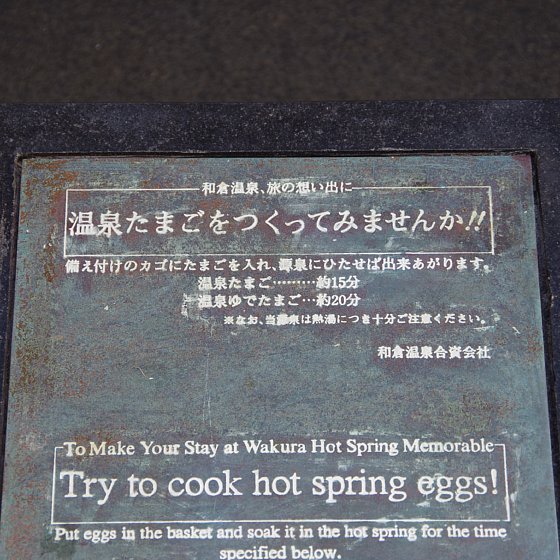 和倉温泉、旅の想い出に
温泉たまごをつくってみませんか!!
備え付けのカゴにたまごを入れ、源泉にひたせば出来あがります。
温泉たまご………約15分
温泉ゆでたまご…約20分
※なお、当源泉は熱湯につき十分ご注意ください。
和倉温泉合資会社
To Make Your Stay at Wakura Hot Spring Memorable
Try to cook hot spring eggs!
Put eggs in the basket and soak it in the hot spring for the time
specified below.